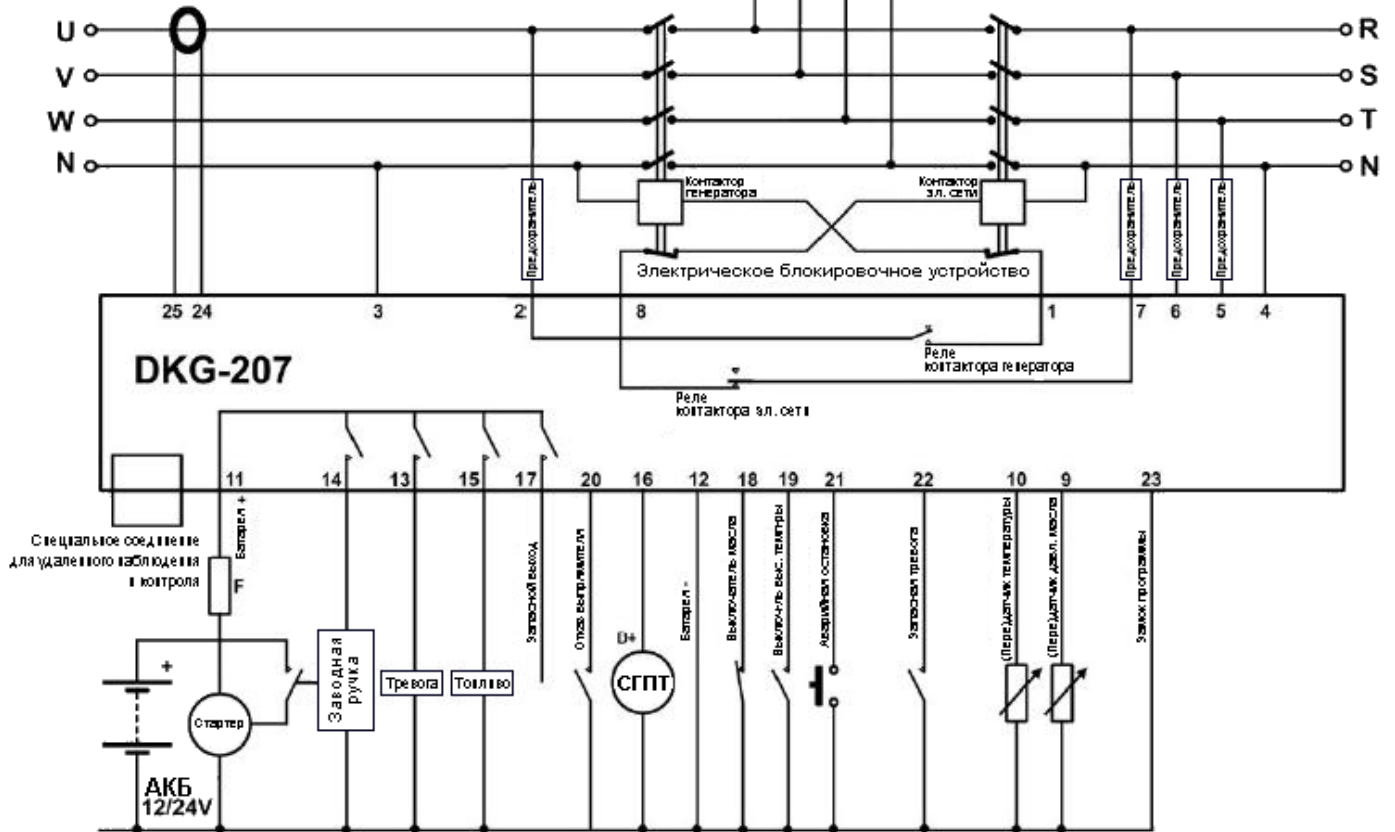 U
R
V
S
W
T
N
N
Контактор
генератора
Контактор
эл. сети
Предохранитель
Предохранитель
Предохранитель
Предохранитель
Электрическое блокировочное устройство
25 24 3 2 8 1 7 6 5 4
DKG-207
Реле
контактора генератора
Реле
контактора эл. сети
11 14 13 15 17 20 16 12 18 19 21 22 10 9 23
Специальное соединение
для удаленного наблюдения
и контроля
Батарея +
F
Запасной выход
Отказ выпрямителя
Батарея -
Выключатель масла
Выключ-ль выс. темп-ры
Аварийная остановка
Запасная тревога
(Пере)датчик температуры
(Пере)датчик давл. масла
Замок программы
+
Стартер
Заводная
ручка
Тревога
Топливо
D+
СГПТ
АКБ
12/24V